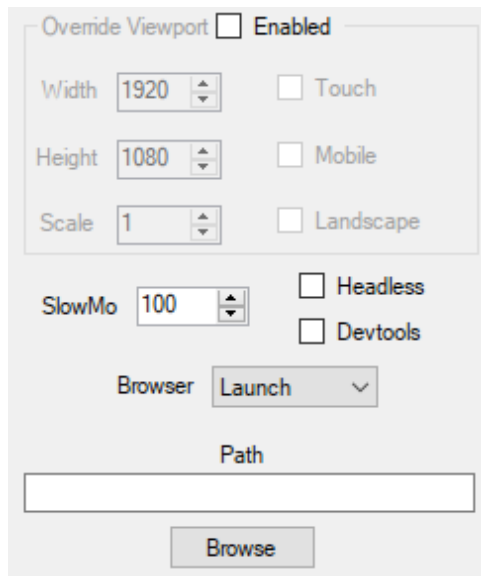 Override Viewport Enabled
Width 1920 Touch
Height 1080 Mobile
Scale 1 Landscape
SlowMo 100 Headless
Devtools
Browser Launch
Path
Browse